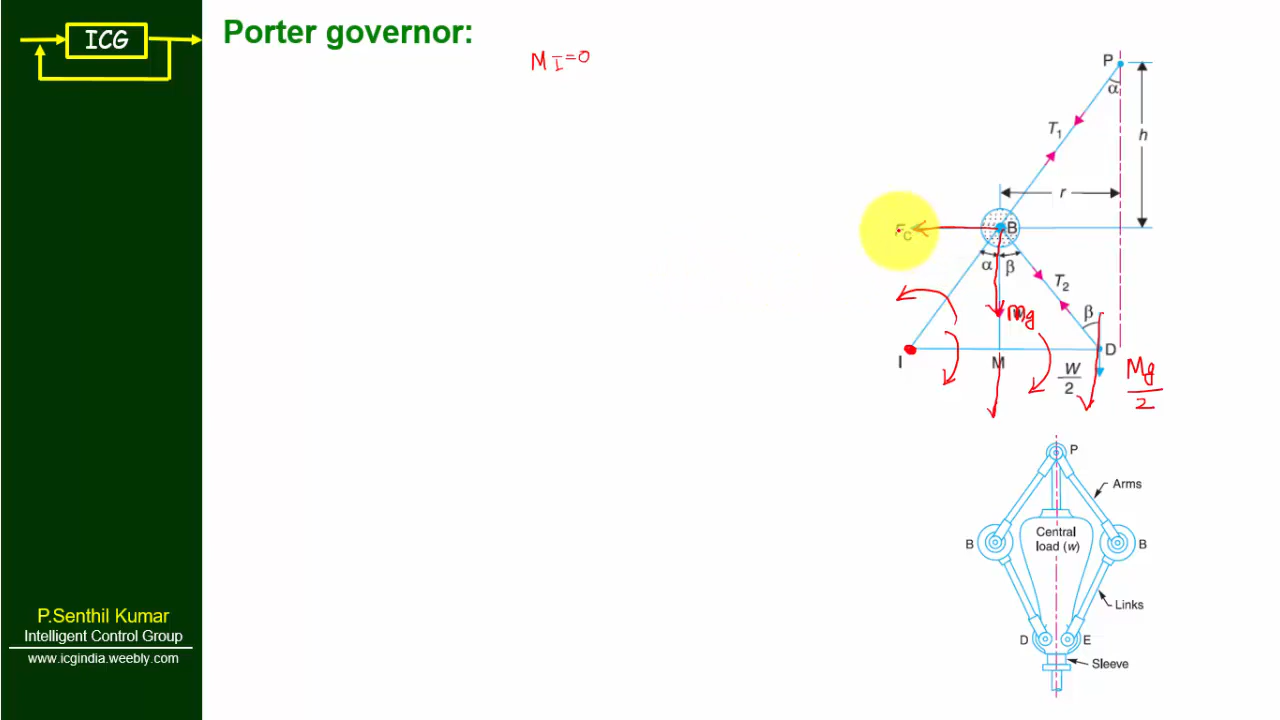 ICG
Porter governor:
M I = 0
P
α
T1
h
r
FC
B
α β
T2
mg
β
I
M
W/2
D
Mg/2
P
Arms
Central
load (w)
B
B
Links
D
E
Sleeve
P.Senthil Kumar
Intelligent Control Group
www.icgindia.weebly.com